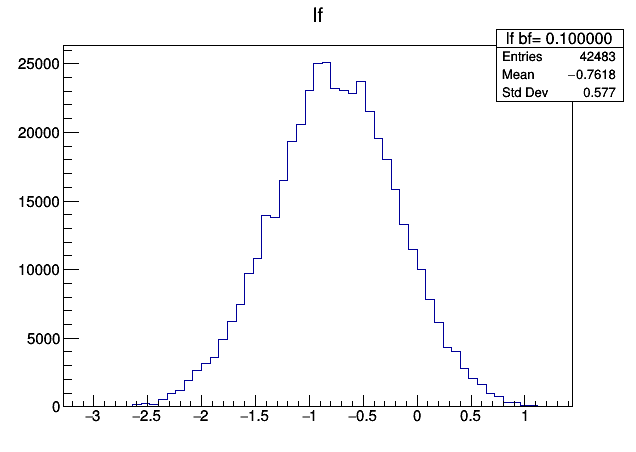 lf
lf bf= 0.100000
Entries 42483
Mean −0.7618
Std Dev 0.577
25000
20000
15000
10000
5000
0
−3 −2.5 −2 −1.5 −1 −0.5 0 0.5 1